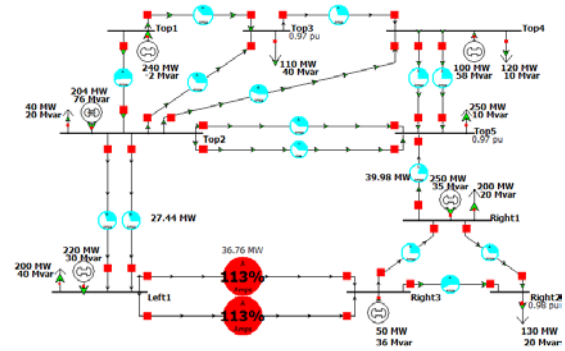 Top1
Top3
0.97 pu
Top4
240 MW
-2 Mvar
110 MW
40 Mvar
100 MW
58 Mvar
120 MW
10 Mvar
204 MW
76 Mvar
40 MW
20 Mvar
250 MW
10 Mvar
Top2
Top5
0.97 pu
39.98 MW
250 MW
35 Mvar
200 MW
20 Mvar
27.44 MW
Right1
220 MW
30 Mvar
200 MW
40 Mvar
36.76 MW
A
113%
Amps
A
113%
Amps
Left1
Right3
Right2
0.98 pu
50 MW
36 Mvar
130 MW
20 Mvar